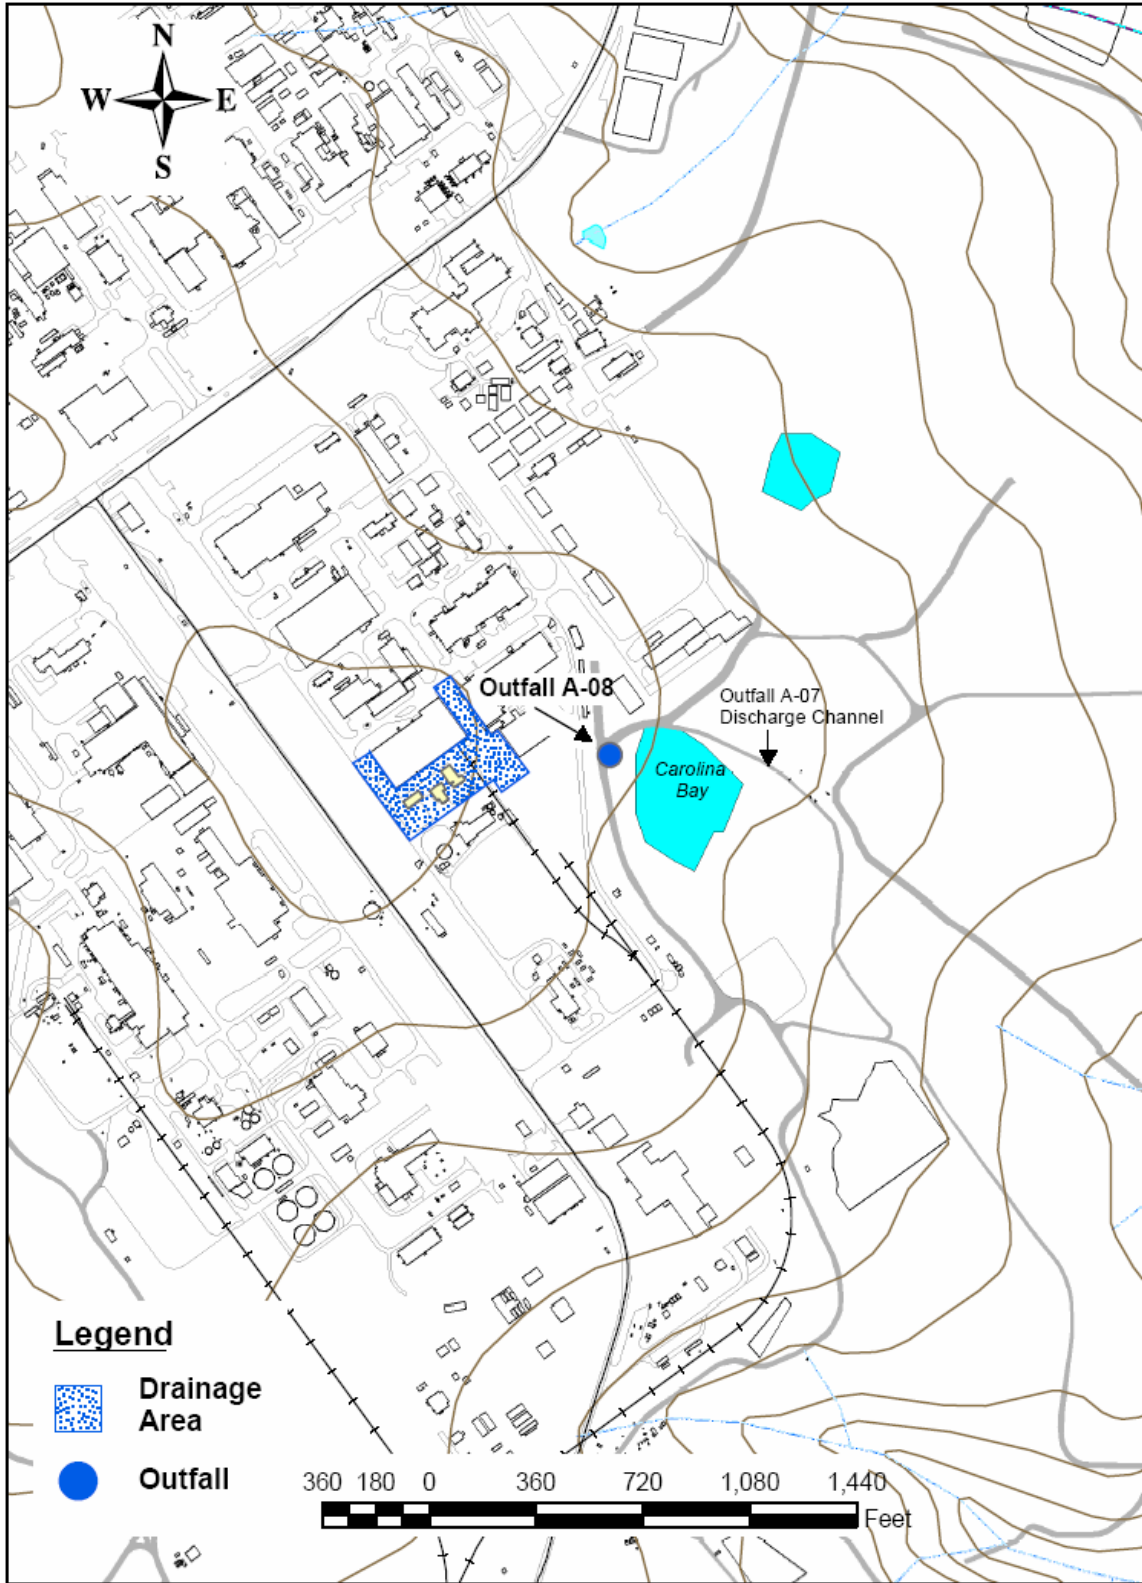 N
W E
S
Outfall A-08
Outfall A-07
Discharge Channel
Carolina
Bay
Legend
Drainage
Area
Outfall
360 180 0 360 720 1,080 1,440
Feet